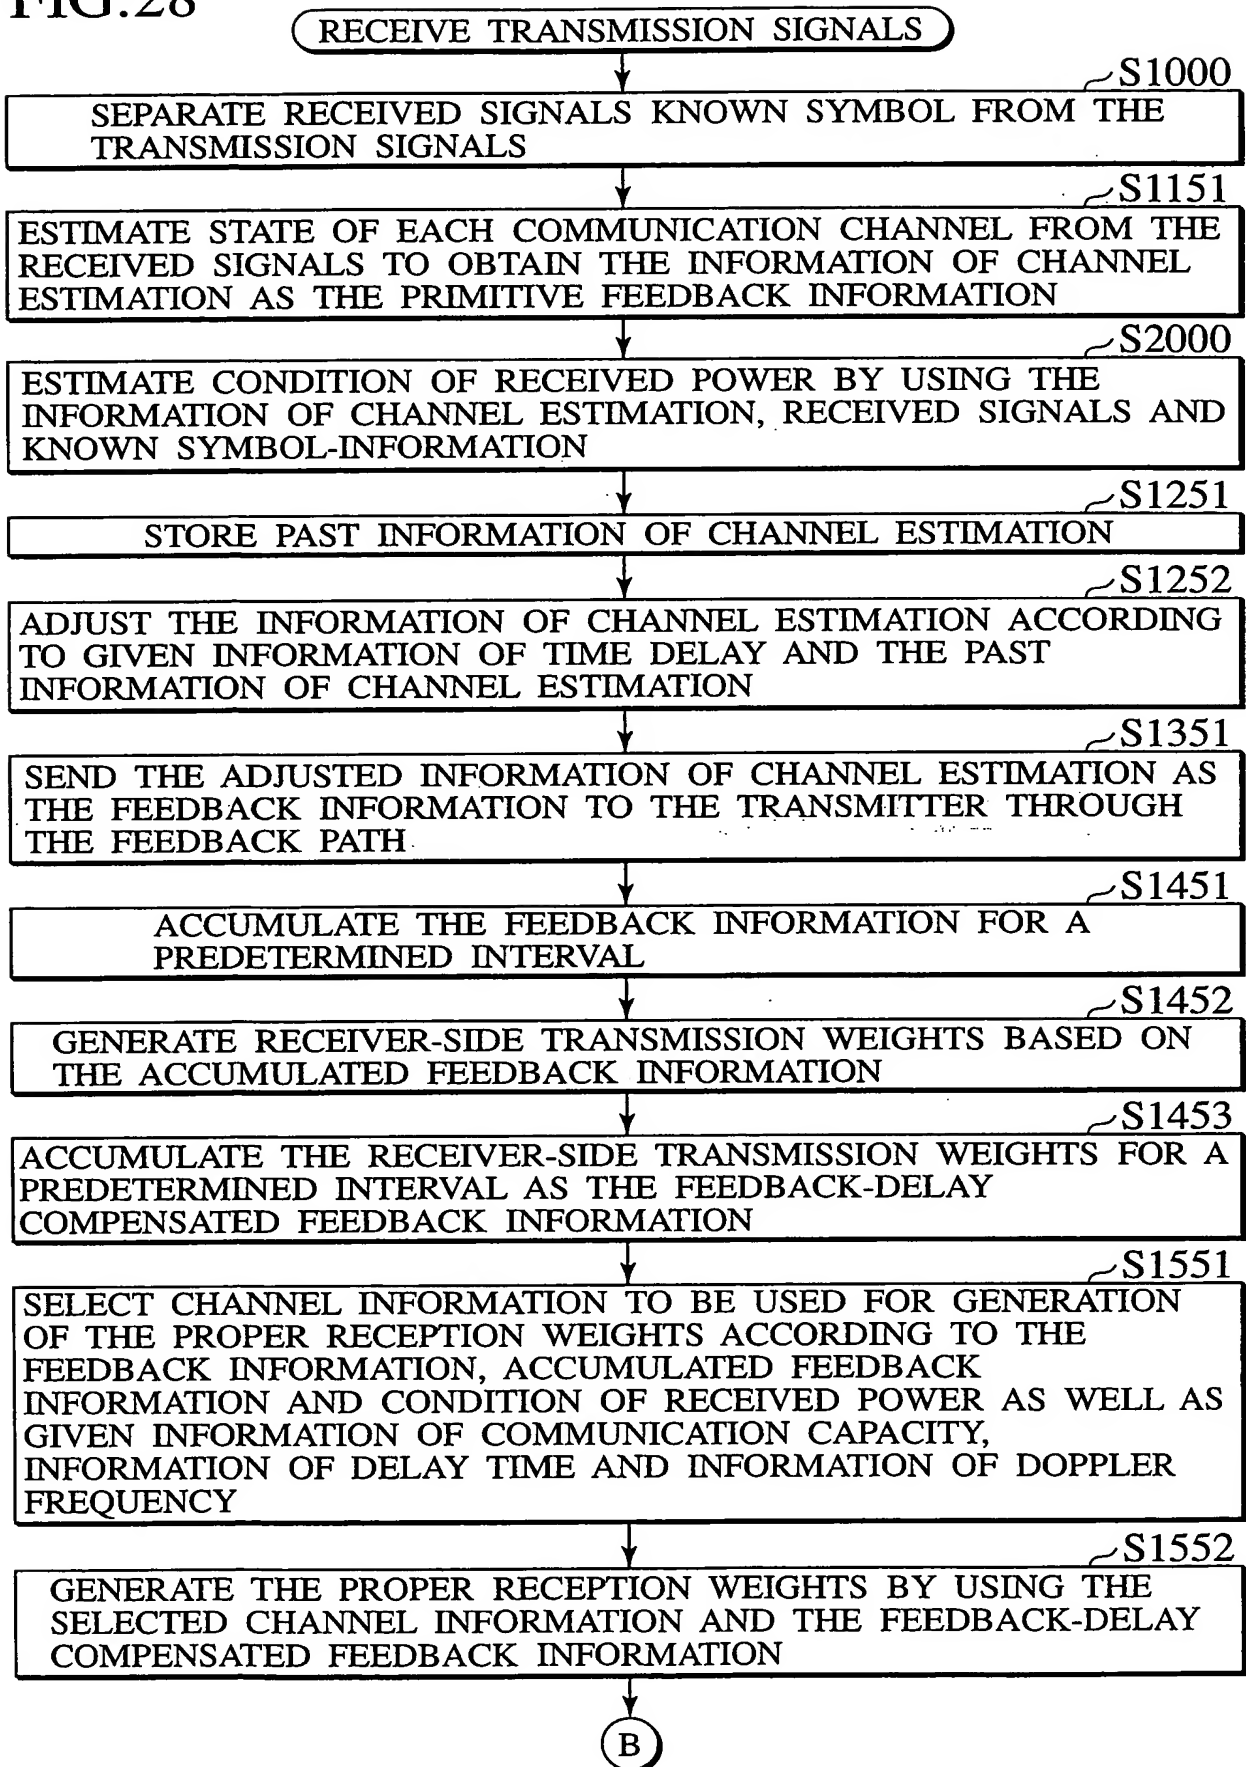 FIG.28
RECEIVE TRANSMISSION SIGNALS
S1000
SEPARATE RECEIVED SIGNALS KNOWN SYMBOL FROM THE
TRANSMISSION SIGNALS
S1151
ESTIMATE STATE OF EACH COMMUNICATION CHANNEL FROM THE
RECEIVED SIGNALS TO OBTAIN THE INFORMATION OF CHANNEL
ESTIMATION AS THE PRIMITIVE FEEDBACK INFORMATION
S2000
ESTIMATE CONDITION OF RECEIVED POWER BY USING THE
INFORMATION OF CHANNEL ESTIMATION, RECEIVED SIGNALS AND
KNOWN SYMBOL-INFORMATION
S1251
STORE PAST INFORMATION OF CHANNEL ESTIMATION
S1252
ADJUST THE INFORMATION OF CHANNEL ESTIMATION ACCORDING
TO GIVEN INFORMATION OF TIME DELAY AND THE PAST
INFORMATION OF CHANNEL ESTIMATION
S1351
SEND THE ADJUSTED INFORMATION OF CHANNEL ESTIMATION AS
THE FEEDBACK INFORMATION TO THE TRANSMITTER THROUGH
THE FEEDBACK PATH
S1451
ACCUMULATE THE FEEDBACK INFORMATION FOR A
PREDETERMINED INTERVAL
S1452
GENERATE RECEIVER-SIDE TRANSMISSION WEIGHTS BASED ON
THE ACCUMULATED FEEDBACK INFORMATION
S1453
ACCUMULATE THE RECEIVER-SIDE TRANSMISSION WEIGHTS FOR A
PREDETERMINED INTERVAL AS THE FEEDBACK-DELAY
COMPENSATED FEEDBACK INFORMATION
S1551
SELECT CHANNEL INFORMATION TO BE USED FOR GENERATION
OF THE PROPER RECEPTION WEIGHTS ACCORDING TO THE
FEEDBACK INFORMATION, ACCUMULATED FEEDBACK
INFORMATION AND CONDITION OF RECEIVED POWER AS WELL AS
GIVEN INFORMATION OF COMMUNICATION CAPACITY,
INFORMATION OF DELAY TIME AND INFORMATION OF DOPPLER
FREQUENCY
S1552
GENERATE THE PROPER RECEPTION WEIGHTS BY USING THE
SELECTED CHANNEL INFORMATION AND THE FEEDBACK-DELAY
COMPENSATED FEEDBACK INFORMATION
B